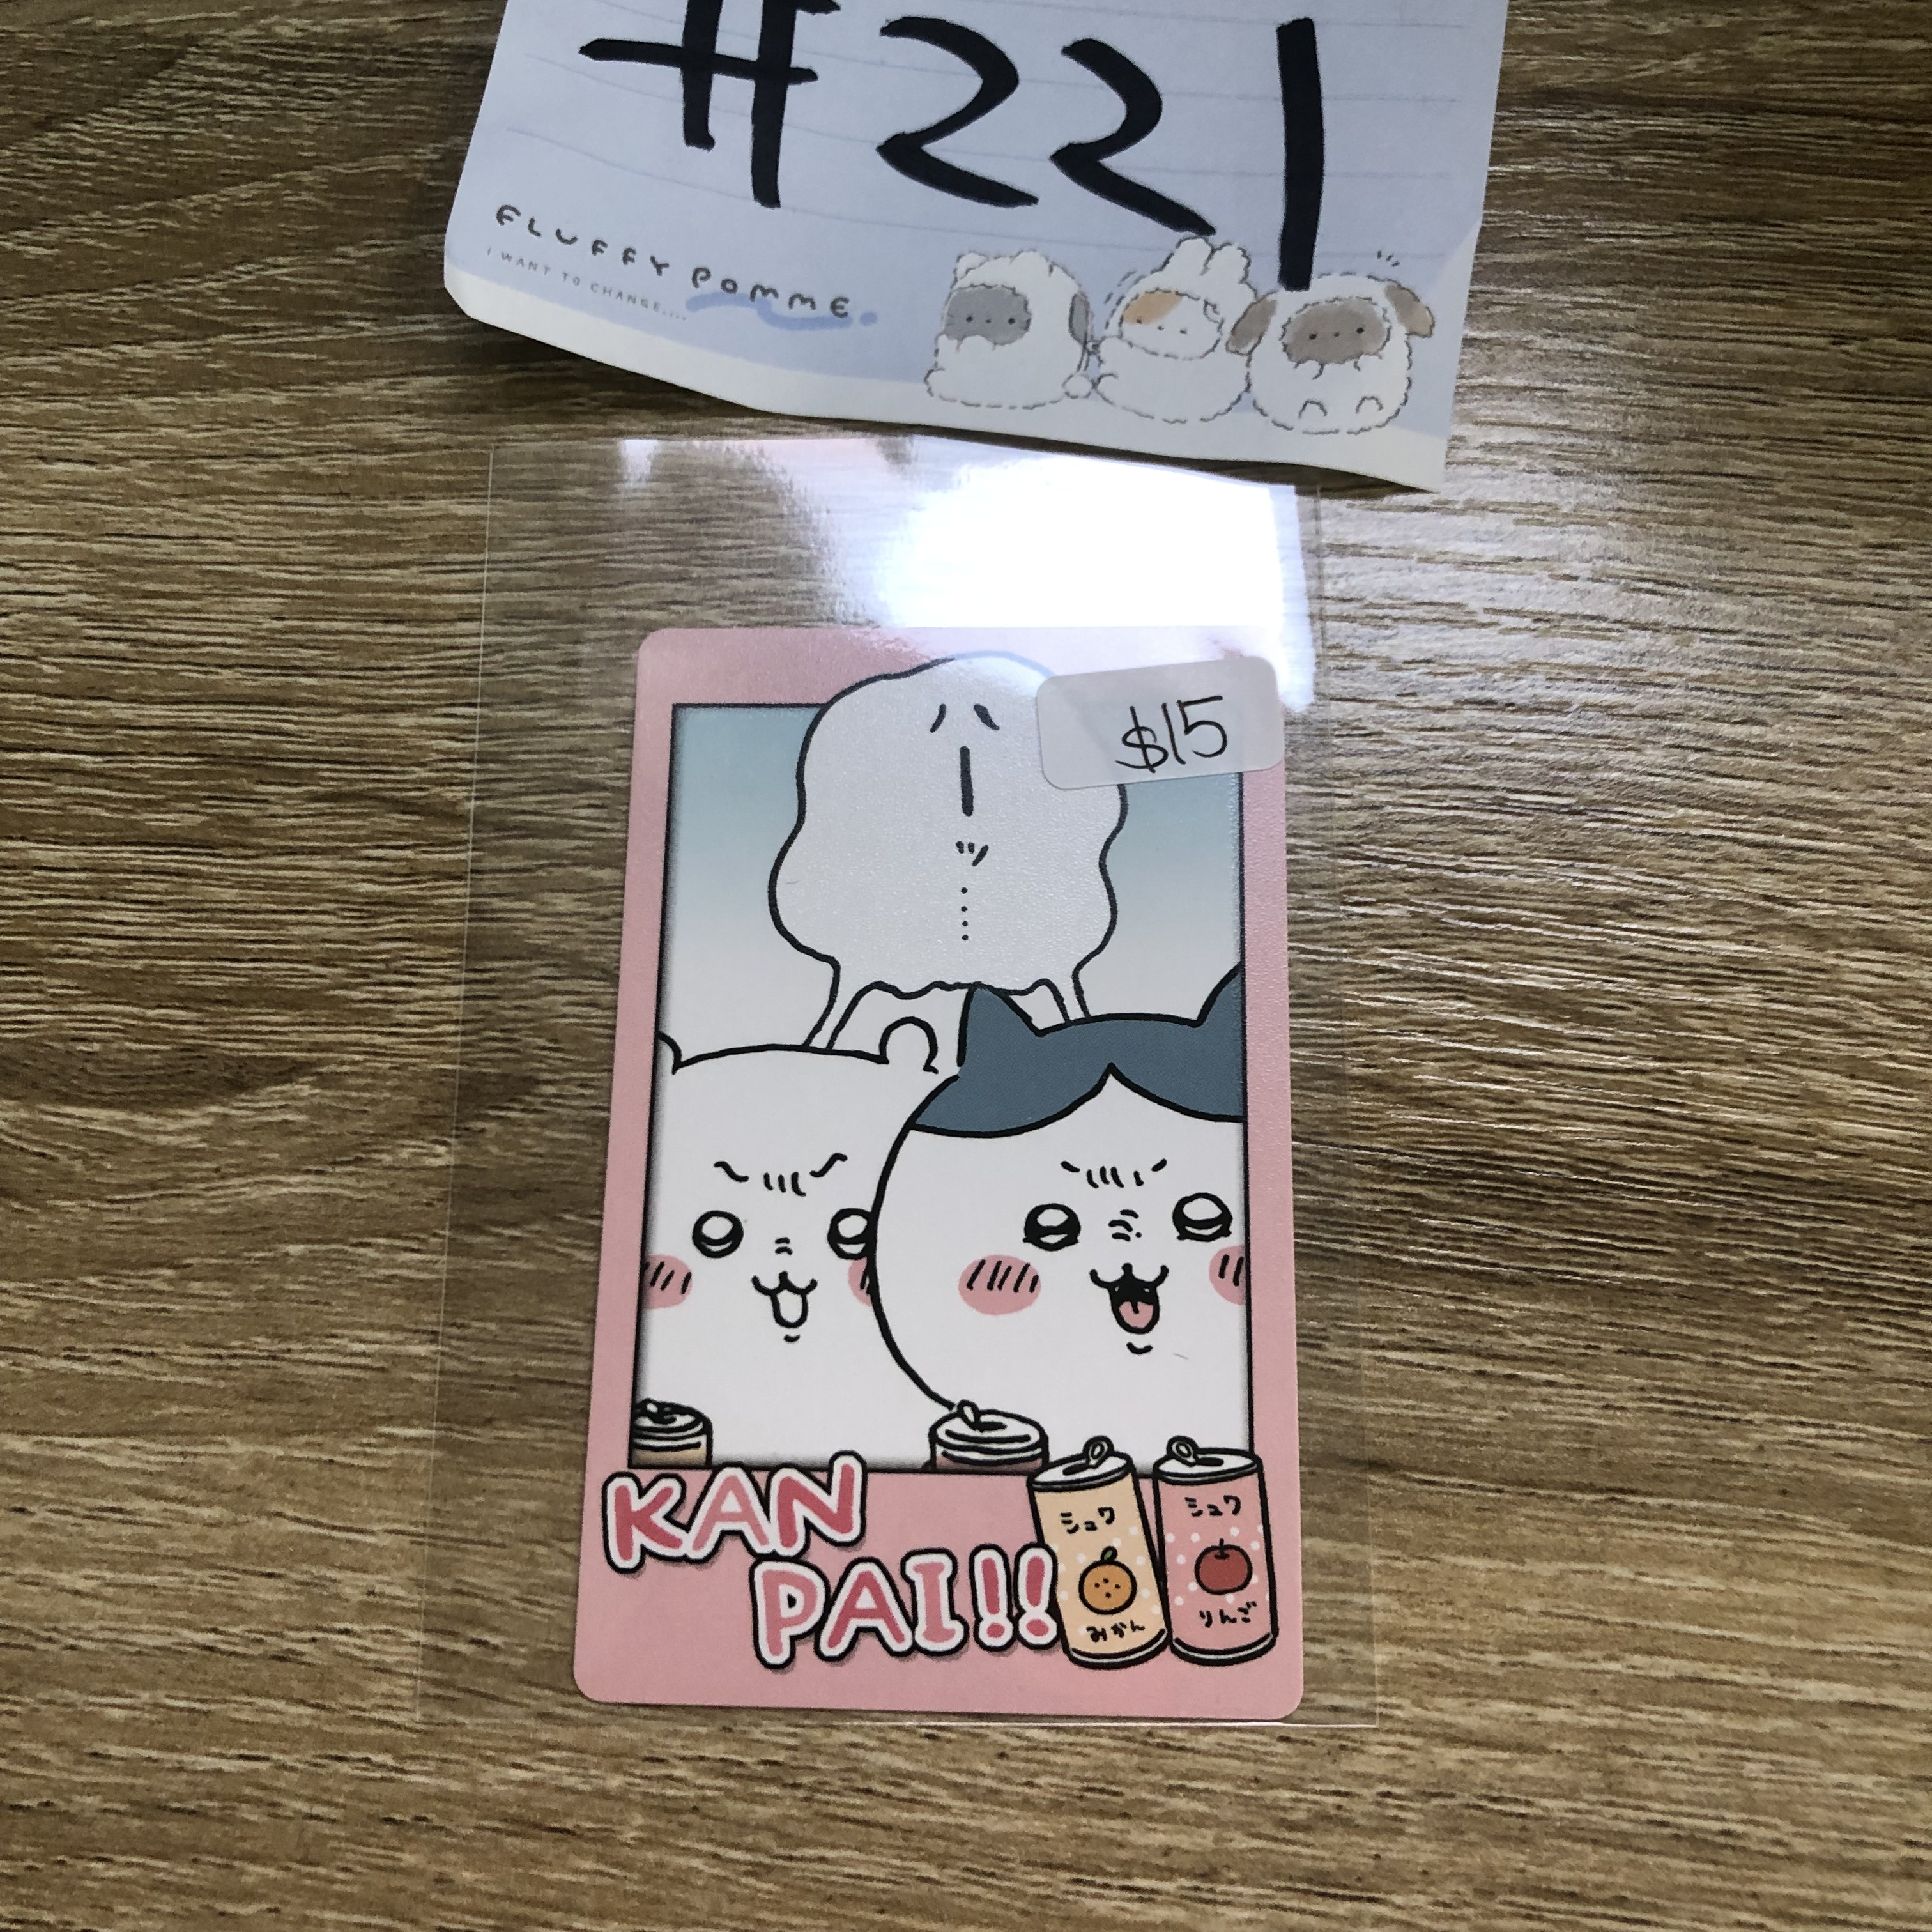 #221
FLUFFY POMME.
I WANT TO CHANGE....
$15
ハーッ……
KAN
PAI!!
シュワ
みかん
シュワ
りんご